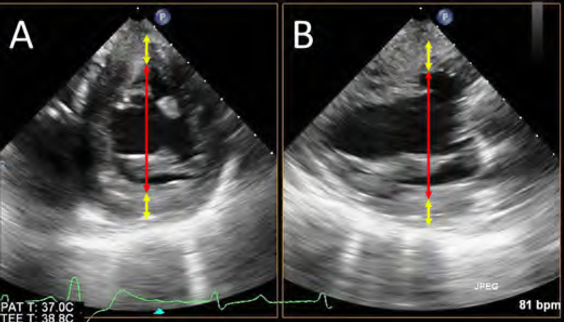 A
B
P
P
JPEG
PAT T: 37.0C
TEE T: 38.8C
81 bpm